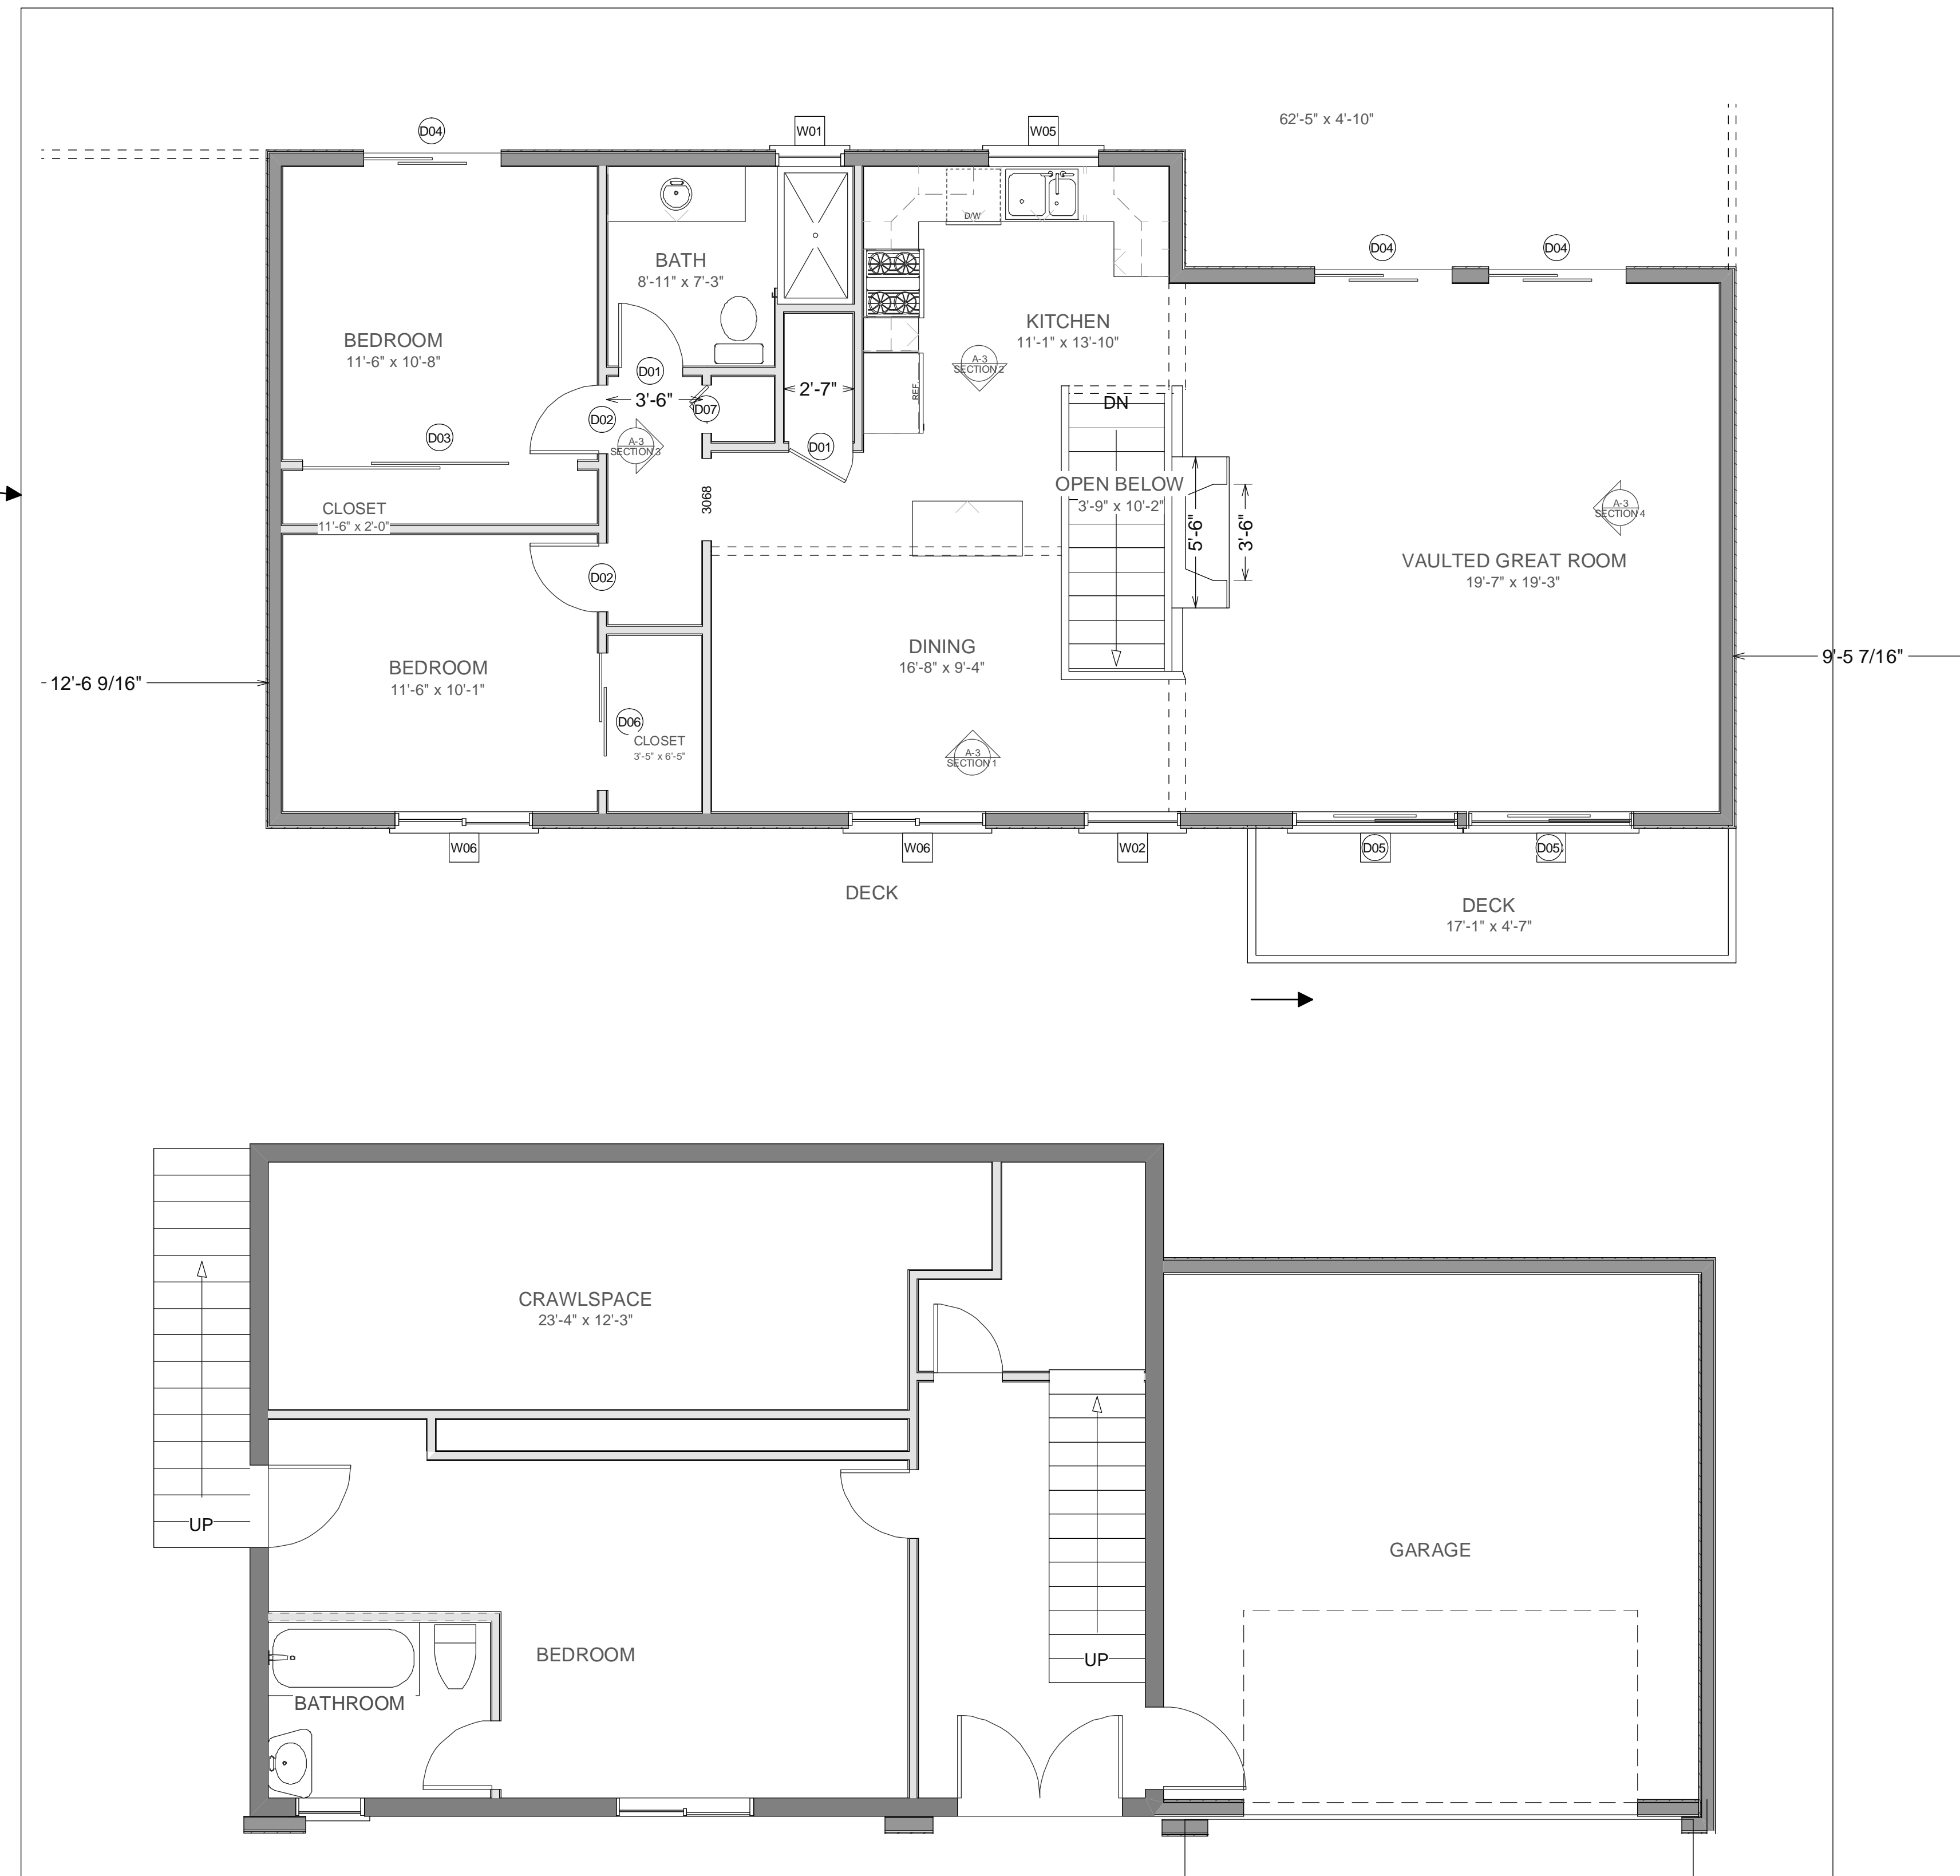 62'-5" x 4'-10"
D04
W01
W05
D04
D04
D/W
BATH
8'-11" x 7'-3"
KITCHEN
11'-1" x 13'-10"
BEDROOM
11'-6" x 10'-8"
A-3
SECTION 2
D01
2'-7"
REF.
3'-6"
D07
DN
D02
D03
A-3
SECTION 3
D01
OPEN BELOW
3'-9" x 10'-2"
3068
CLOSET
11'-6" x 2'-0"
5'-6"
3'-6"
A-3
SECTION 4
VAULTED GREAT ROOM
19'-7" x 19'-3"
D02
DINING
16'-8" x 9'-4"
BEDROOM
11'-6" x 10'-1"
12'-6 9/16"
9'-5 7/16"
D06
CLOSET
3'-5" x 6'-5"
A-3
SECTION 1
W06
W06
W02
D05
D05
DECK
DECK
17'-1" x 4'-7"
CRAWLSPACE
23'-4" x 12'-3"
UP
GARAGE
BEDROOM
UP
BATHROOM